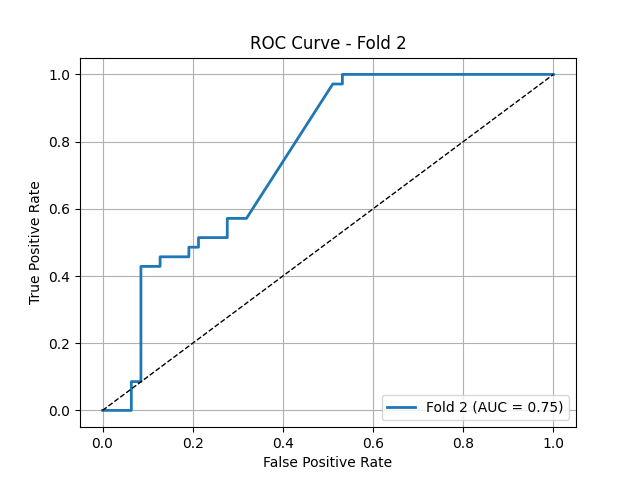 ROC Curve - Fold 2
True Positive Rate
1.0
0.8
0.6
0.4
0.2
0.0
Fold 2 (AUC = 0.75)
0.0 0.2 0.4 0.6 0.8 1.0
False Positive Rate